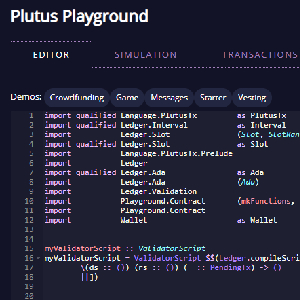 Plutus Playground
EDITOR SIMULATION TRANSACTIONS
Demos: Crowdfunding Game Messages Starter Vesting
1 import qualified Language.PlutusTx as PlutusTx
2 import qualified Ledger.Interval as Interval
3 import Ledger.Slot (Slot,
4 import qualified Ledger.Slot as Slot
5 import Language.PlutusTx.Prelude
6 import Ledger
7 import qualified Ledger.Ada as Ada
8 import Ledger.Ada (Ada)
9 import Ledger.Validation
10 import Playground.Contract (mkFunctions,
11 import Playground.Contract
12 import Wallet as Wallet
13
14
15 myValidatorScript :: ValidatorScript
16 myValidatorScript = ValidatorScript $$(Ledger.compileScri
17 \(ds :: ()) (rs :: ()) ( :: PendingTx) -> ()
18 ||])
19
20